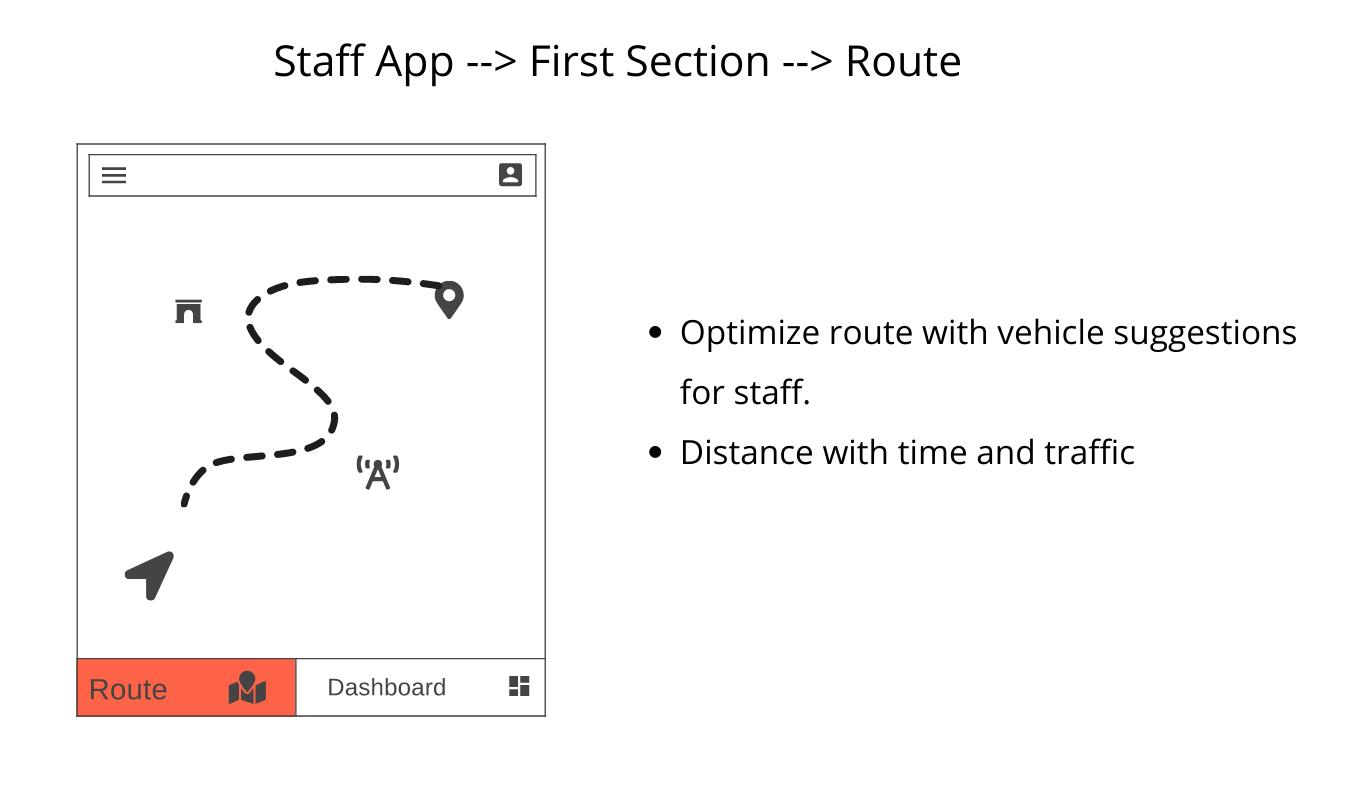 Staff App --> First Section --> Route
• Optimize route with vehicle suggestions
for staff.
• Distance with time and traffic
Route
Dashboard